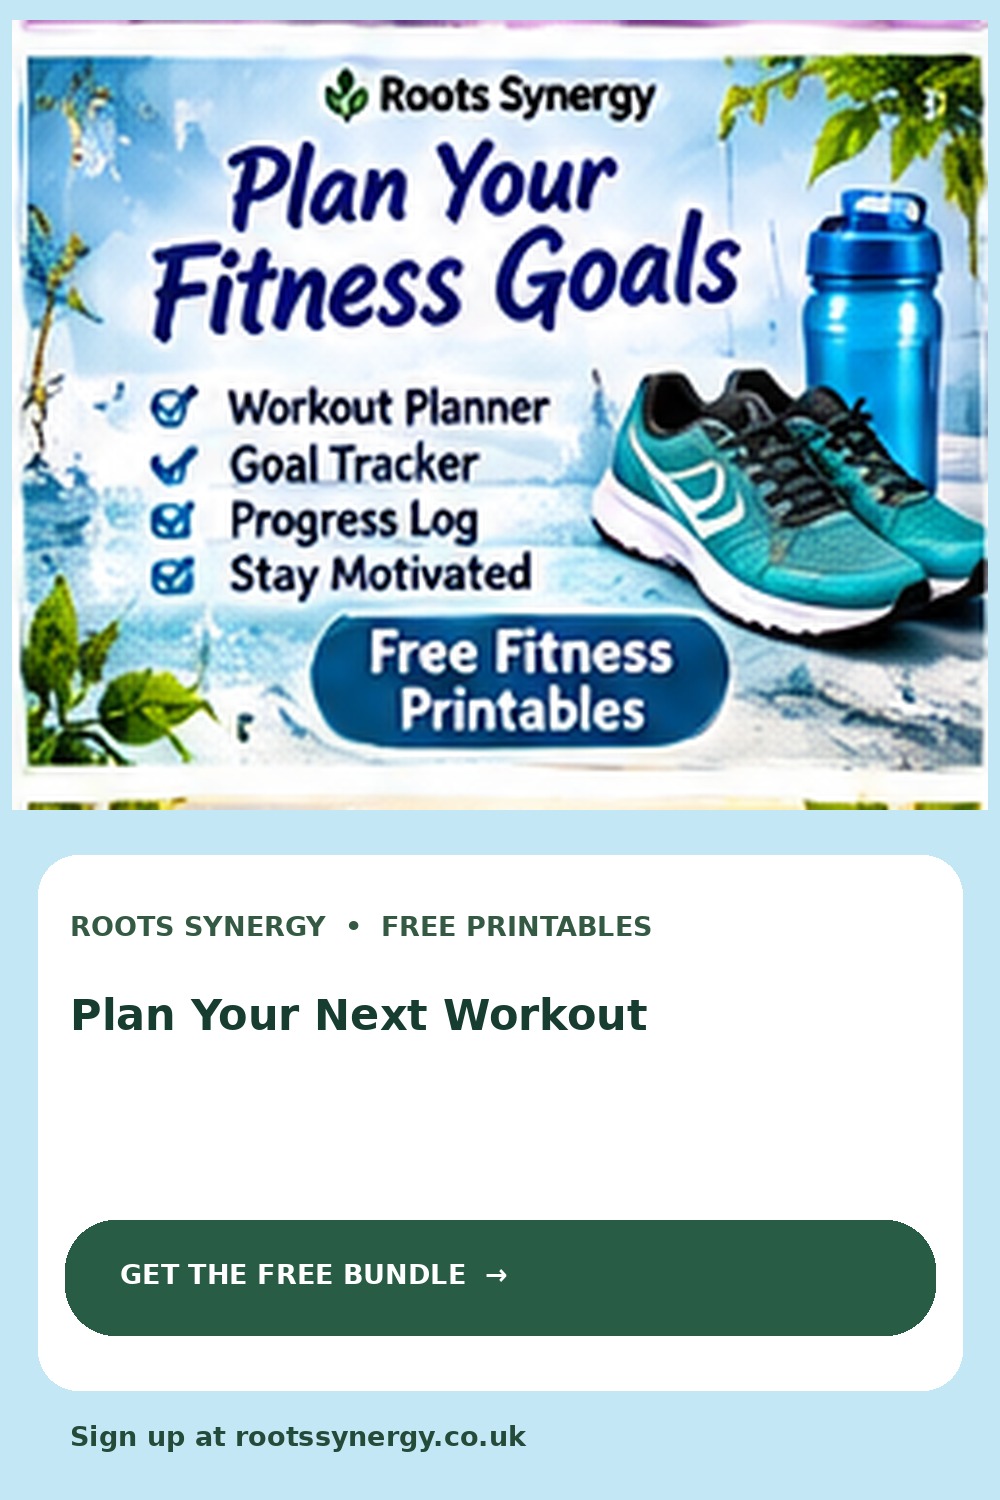 Roots Synergy
Plan Your
Fitness Goals
Workout Planner
Goal Tracker
Progress Log
Stay Motivated
Free Fitness
Printables
ROOTS SYNERGY • FREE PRINTABLES
Plan Your Next Workout
GET THE FREE BUNDLE →
Sign up at rootssynergy.co.uk